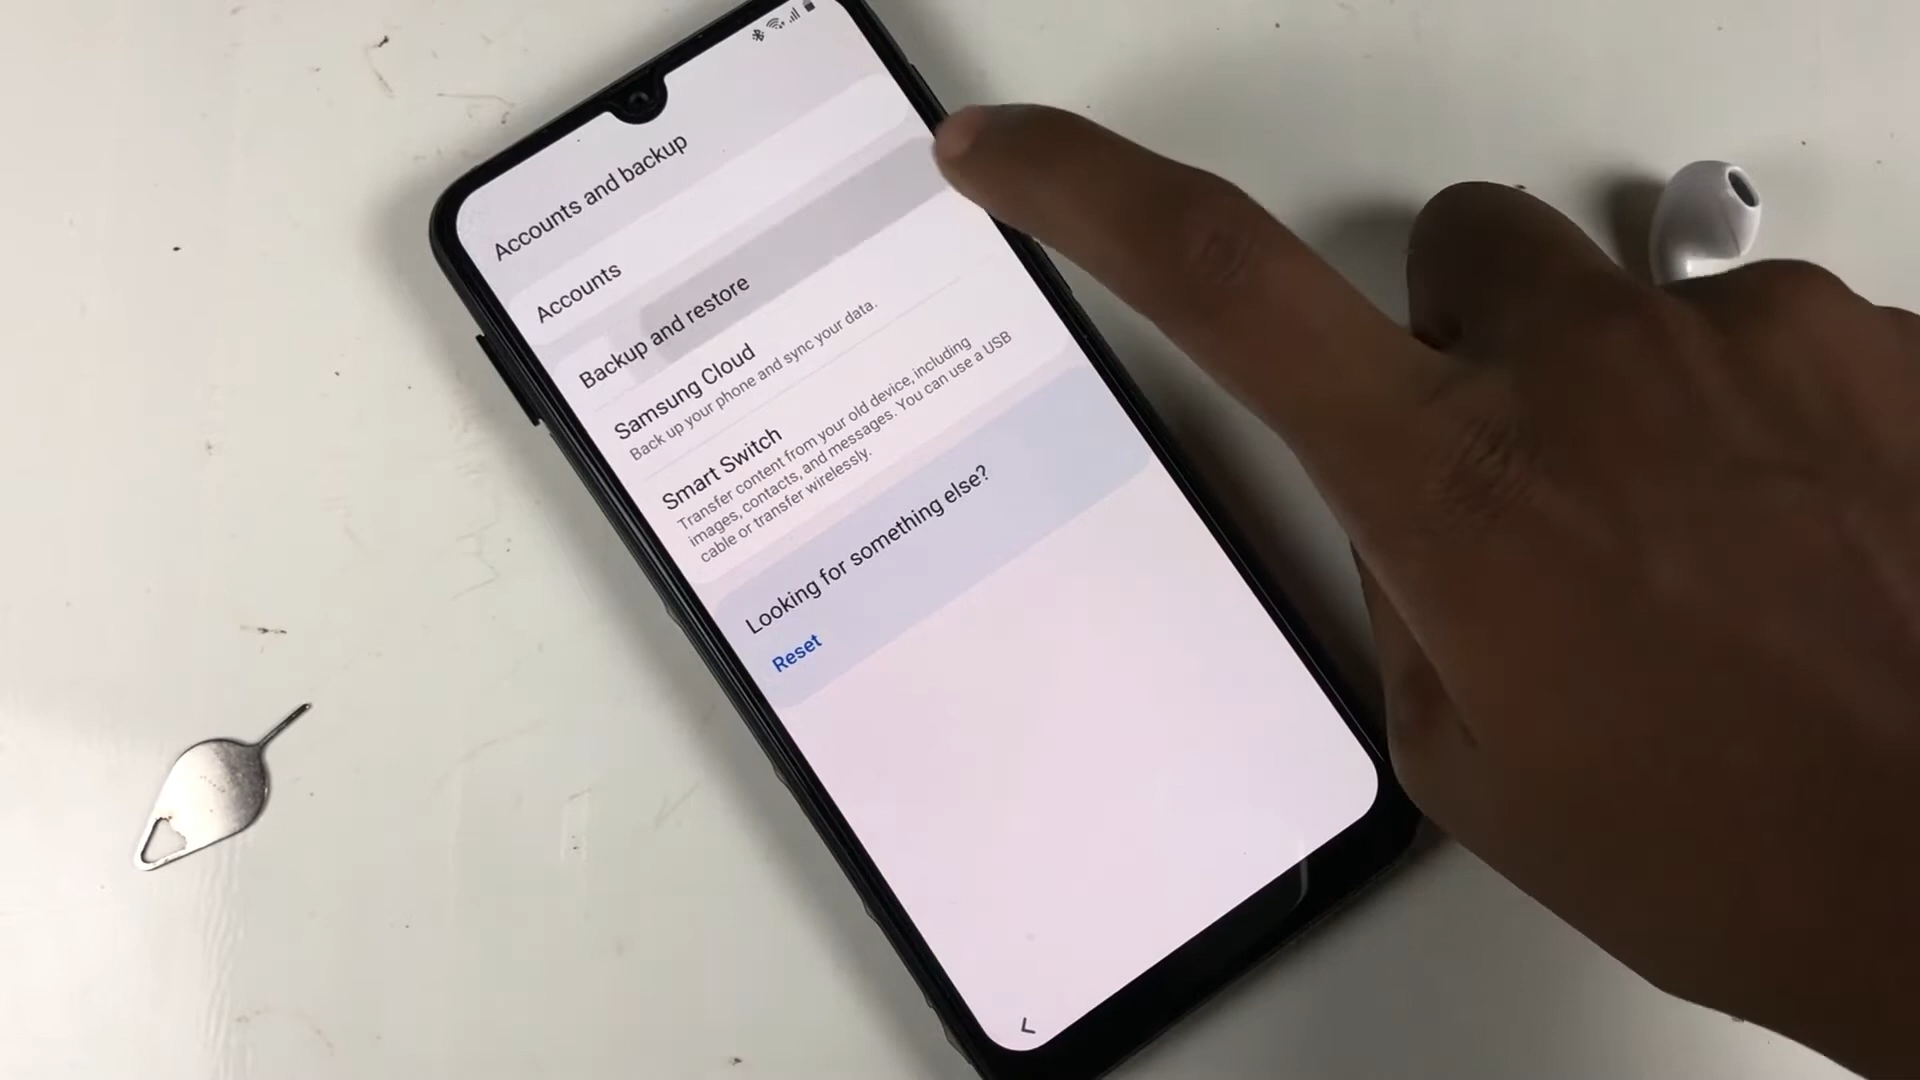 Accounts and backup
Accounts
Backup and restore
Samsung Cloud
Back up your phone and sync your data.
Smart Switch
Transfer content from your old device, including
images, contacts, and messages. You can use a USB
cable or transfer wirelessly.
Looking for something else?
Reset